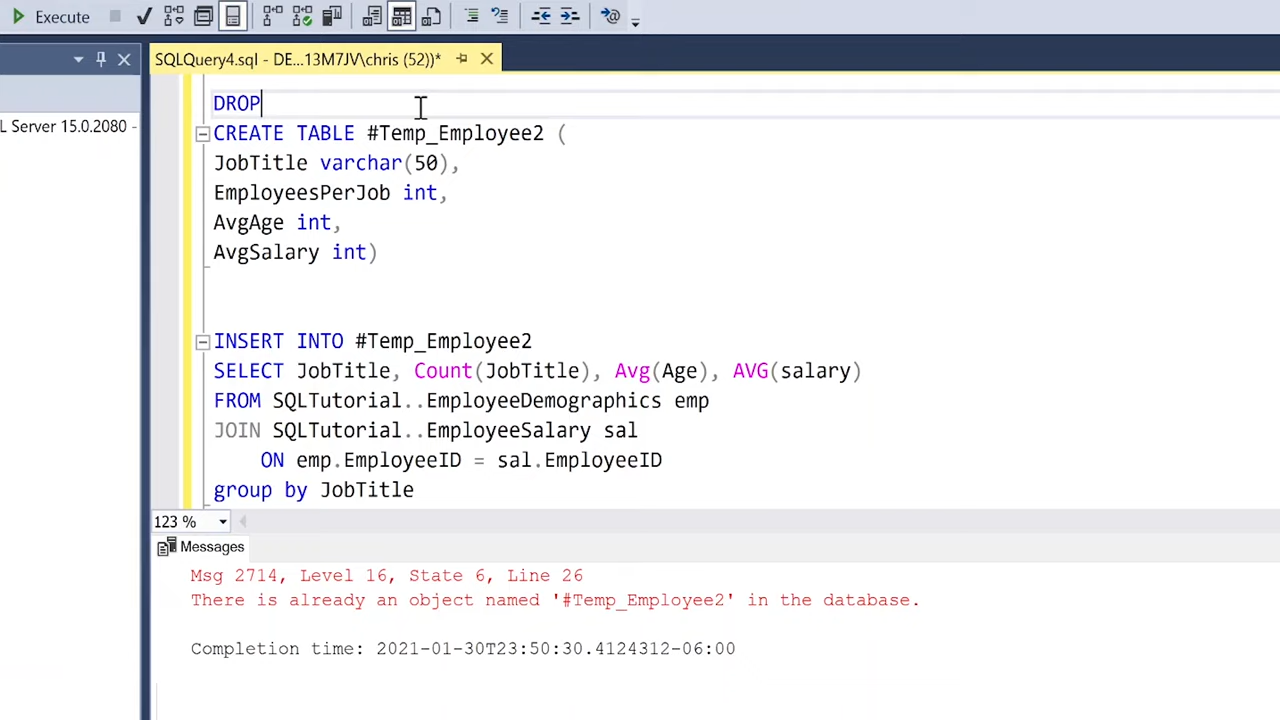 Execute
SQLQuery4.sql - DE...13M7JV\chris (52))*
L Server 15.0.2080 -
DROP
CREATE TABLE #Temp_Employee2 (
JobTitle varchar(50),
EmployeesPerJob int,
AvgAge int,
AvgSalary int)
INSERT INTO #Temp_Employee2
SELECT JobTitle, Count(JobTitle), Avg(Age), AVG(salary)
FROM SQLTutorial..EmployeeDemographics emp
JOIN SQLTutorial..EmployeeSalary sal
ON emp.EmployeeID = sal.EmployeeID
group by JobTitle
123 %
Messages
Msg 2714, Level 16, State 6, Line 26
There is already an object named '#Temp_Employee2' in the database.
Completion time: 2021-01-30T23:50:30.4124312-06:00